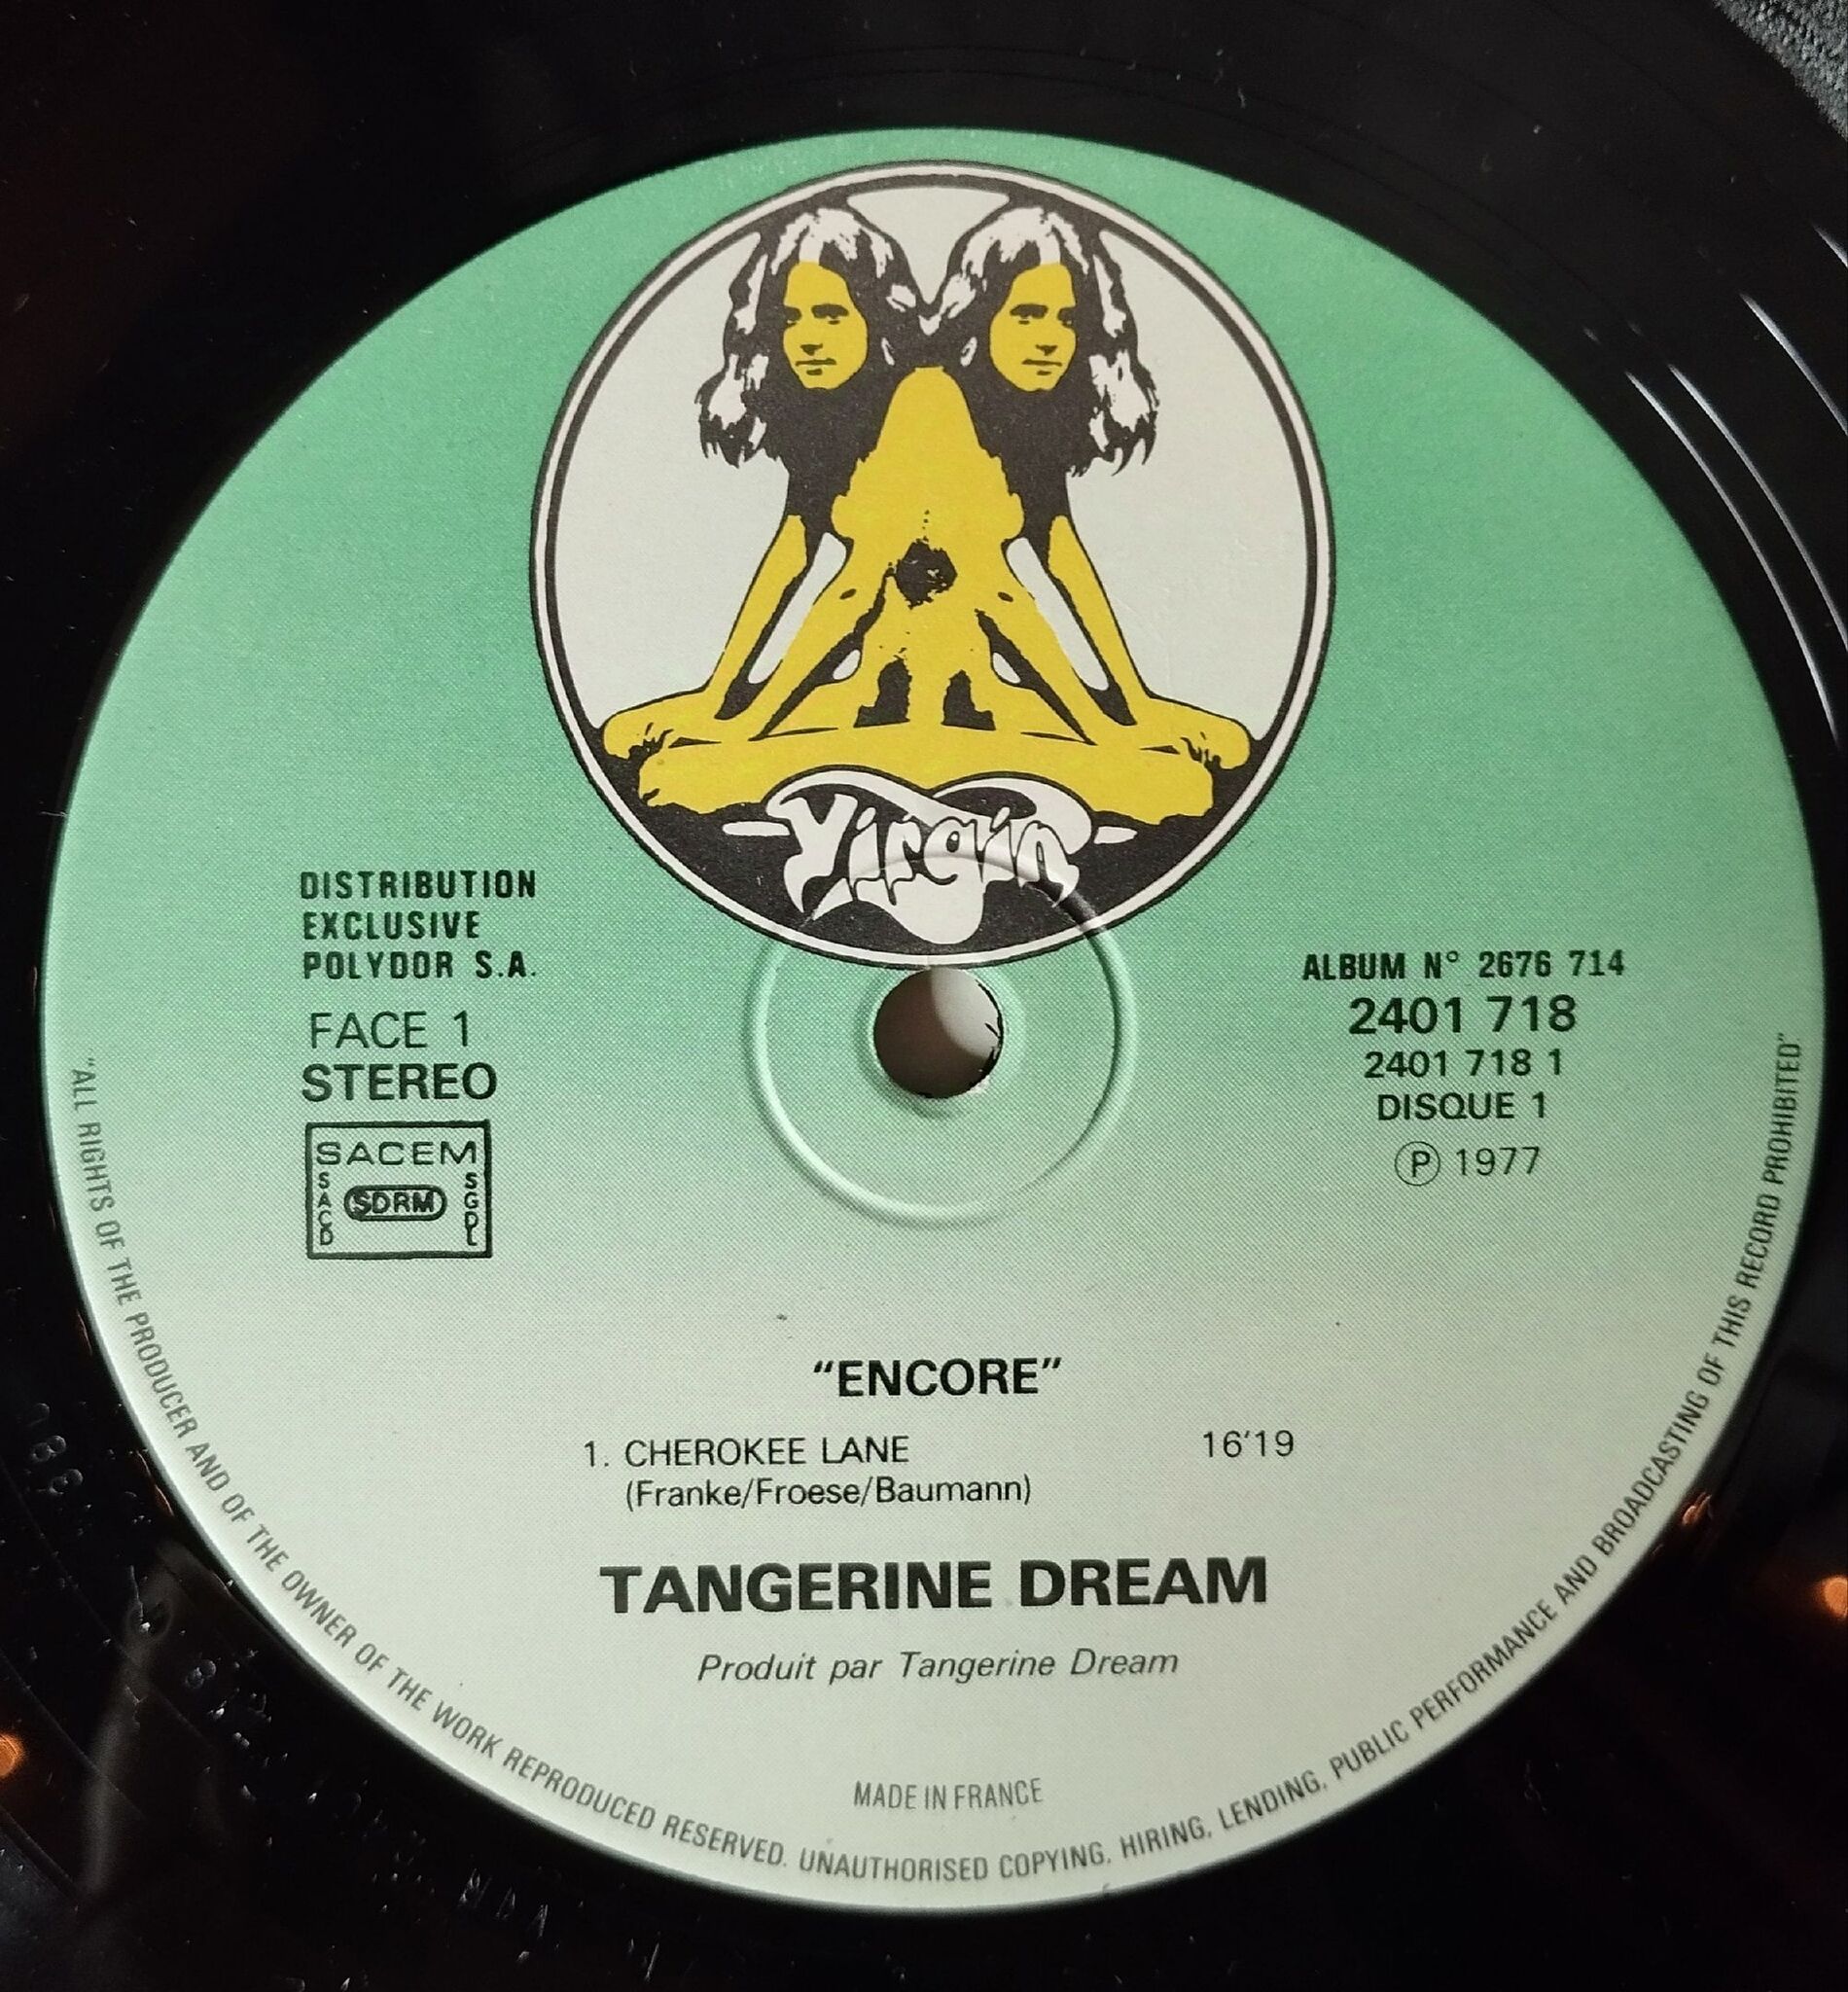 Virgin
DISTRIBUTION
EXCLUSIVE
POLYDOR S.A.
FACE 1
STEREO
SACEM
SACD
SDRM
SGDL
ALBUM N° 2676 714
2401 718
2401 718 1
DISQUE 1
Ⓟ 1977
"ENCORE"
1. CHEROKEE LANE 16'19
(Franke/Froese/Baumann)
TANGERINE DREAM
Produit par Tangerine Dream
MADE IN FRANCE
"ALL RIGHTS OF THE PRODUCER AND OF THE OWNER OF THE WORK REPRODUCED RESERVED. UNAUTHORISED COPYING, HIRING, LENDING, PUBLIC PERFORMANCE AND BROADCASTING OF THIS RECORD PROHIBITED"